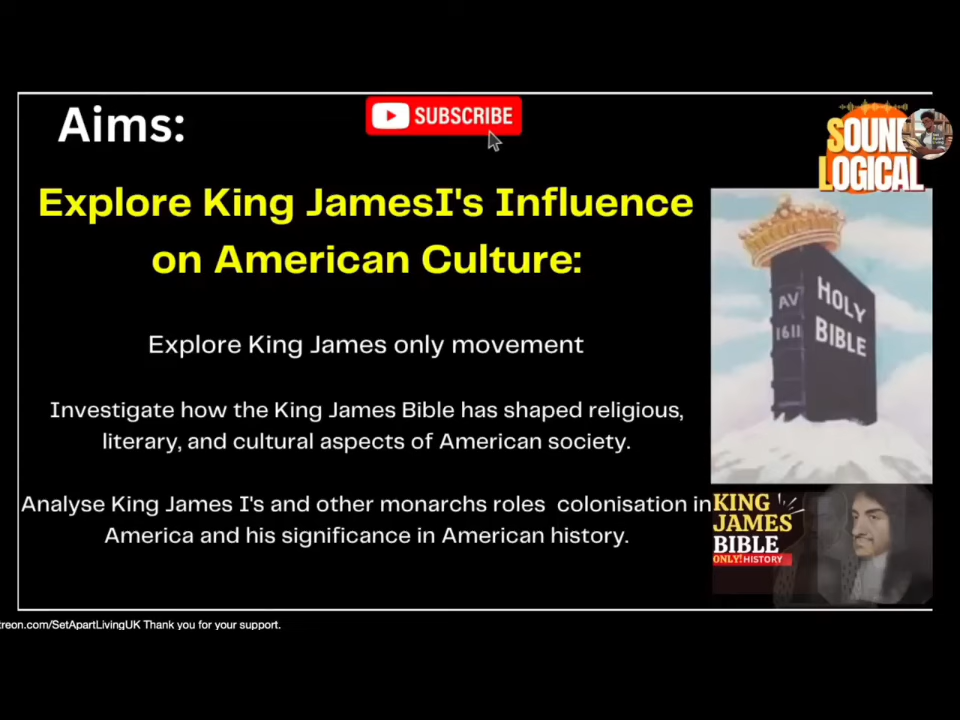 Aims:
SUBSCRIBE
SOUND
LOGICAL
Explore King JamesI's Influence
on American Culture:
AV
1611
HOLY
BIBLE
Explore King James only movement
Investigate how the King James Bible has shaped religious,
literary, and cultural aspects of American society.
Analyse King James I's and other monarchs roles  colonisation in
America and his significance in American history.
KING
JAMES
BIBLE
ONLY! HISTORY
treon.com/SetApartLivingUK Thank you for your support.